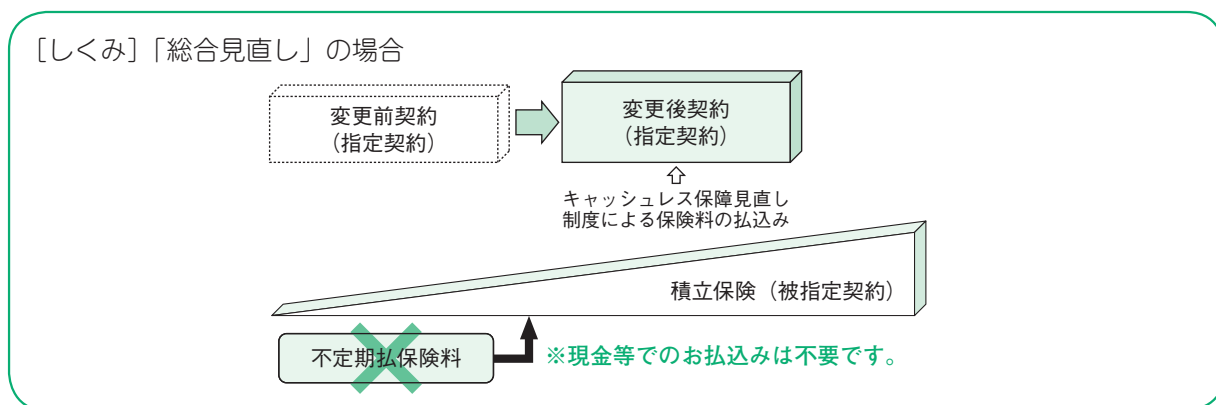 ［しくみ］「総合見直し」の場合
変更前契約
（指定契約）
変更後契約
（指定契約）
キャッシュレス保障見直し
制度による保険料の払込み
積立保険（被指定契約）
不定期払保険料
※現金等でのお払込みは不要です。